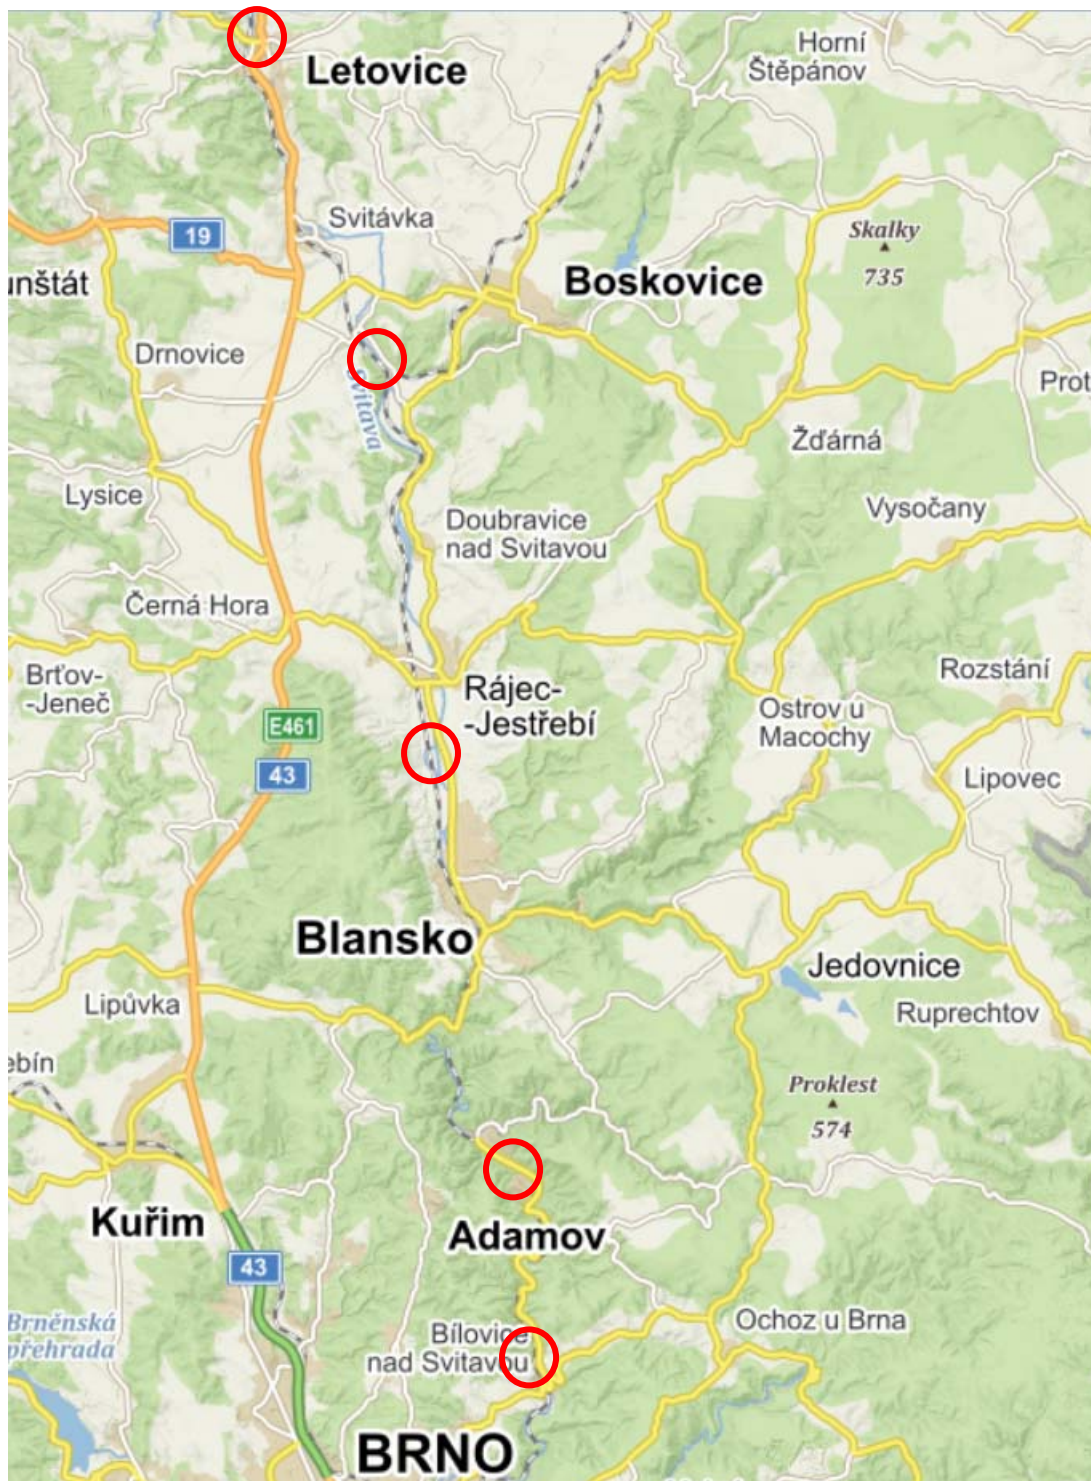 Letovice
Horní
Štěpánov
Svitávka
19
Skalky
735
unštát
Boskovice
Drnovice
Svitava
Prot
Žďárná
Lysice
Vysočany
Doubravice
nad Svitavou
Černá Hora
Brťov-
-Jeneč
Rájec-
-Jestřebí
Rozstání
Ostrov u
Macochy
E461
43
Lipovec
Blansko
Jedovnice
Lipůvka
Ruprechtov
ebín
Proklest
574
Kuřim
Adamov
43
Brněnská
přehrada
Bílovice
nad Svitavou
Ochoz u Brna
BRNO